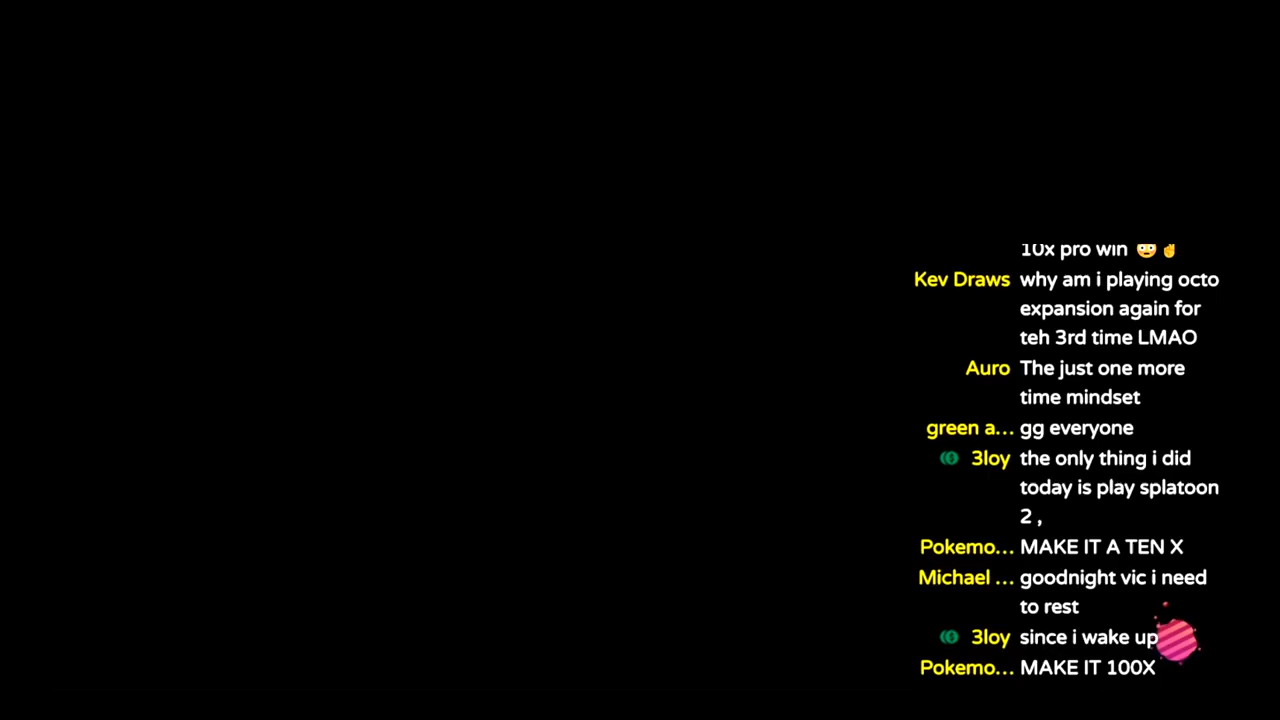 10x pro win 😳✌
Kev Draws why am i playing octo
expansion again for
teh 3rd time LMAO
Auro The just one more
time mindset
green a... gg everyone
3loy the only thing i did
today is play splatoon
2 ,
Pokemo... MAKE IT A TEN X
Michael ... goodnight vic i need
to rest
3loy since i wake up
Pokemo... MAKE IT 100X